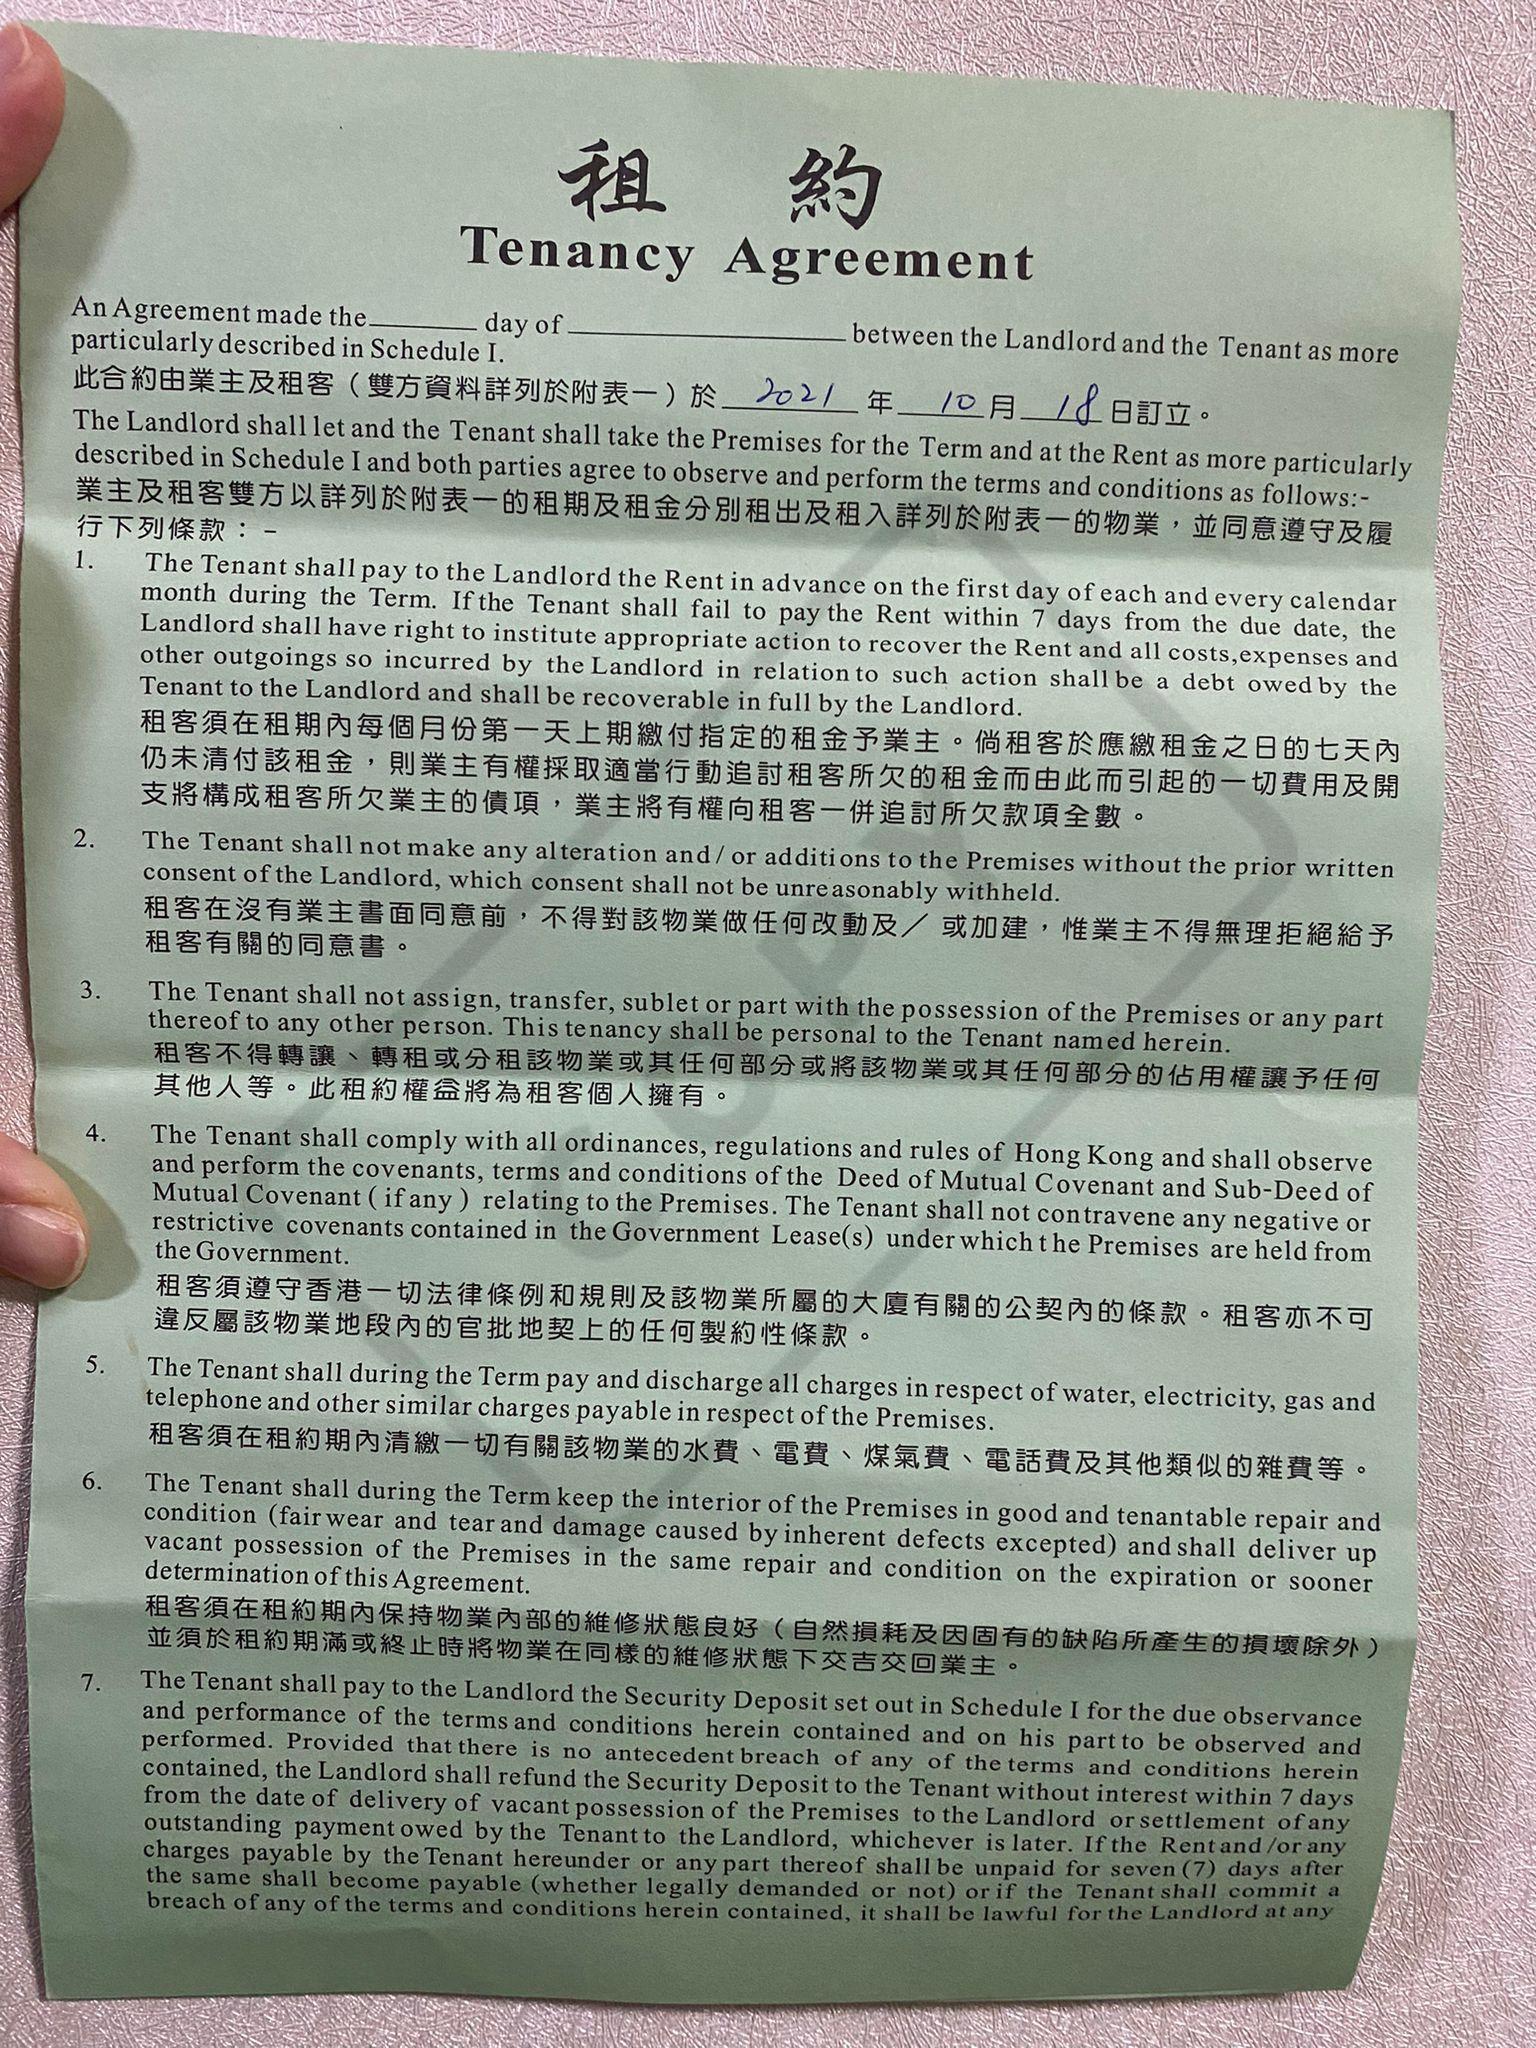 租 約
Tenancy Agreement
An Agreement made the ______ day of ______ between the Landlord and the Tenant as more
particularly described in Schedule I.
此合約由業主及租客（雙方資料詳列於附表一）於 2021 年 10 月 18 日訂立。
The Landlord shall let and the Tenant shall take the Premises for the Term and at the Rent as more particularly
described in Schedule I and both parties agree to observe and perform the terms and conditions as follows:-
業主及租客雙方以詳列於附表一的租期及租金分別租出及租入詳列於附表一的物業，並同意遵守及履
行下列條款：－
1. The Tenant shall pay to the Landlord the Rent in advance on the first day of each and every calendar
month during the Term. If the Tenant shall fail to pay the Rent within 7 days from the due date, the
Landlord shall have right to institute appropriate action to recover the Rent and all costs,expenses and
other outgoings so incurred by the Landlord in relation to such action shall be a debt owed by the
Tenant to the Landlord and shall be recoverable in full by the Landlord.
租客須在租期內每個月份第一天上期繳付指定的租金予業主。倘租客於應繳租金之日的七天內
仍未清付該租金，則業主有權採取適當行動追討租客所欠的租金而由此而引起的一切費用及開
支將構成租客所欠業主的債項，業主將有權向租客一併追討所欠款項全數。
2. The Tenant shall not make any alteration and / or additions to the Premises without the prior written
consent of the Landlord, which consent shall not be unreasonably withheld.
租客在沒有業主書面同意前，不得對該物業做任何改動及／或加建，惟業主不得無理拒絕給予
租客有關的同意書。
3. The Tenant shall not assign, transfer, sublet or part with the possession of the Premises or any part
thereof to any other person. This tenancy shall be personal to the Tenant named herein.
租客不得轉讓、轉租或分租該物業或其任何部分或將該物業或其任何部分的佔用權讓予任何
其他人等。此租約權益將為租客個人擁有。
4. The Tenant shall comply with all ordinances, regulations and rules of Hong Kong and shall observe
and perform the covenants, terms and conditions of the Deed of Mutual Covenant and Sub-Deed of
Mutual Covenant ( if any ) relating to the Premises. The Tenant shall not contravene any negative or
restrictive covenants contained in the Government Lease(s) under which the Premises are held from
the Government.
租客須遵守香港一切法律條例和規則及該物業所屬的大廈有關的公契內的條款。租客亦不可
違反屬該物業地段內的官批地契上的任何製約性條款。
5. The Tenant shall during the Term pay and discharge all charges in respect of water, electricity, gas and
telephone and other similar charges payable in respect of the Premises.
租客須在租約期內清繳一切有關該物業的水費、電費、煤氣費、電話費及其他類似的雜費等。
6. The Tenant shall during the Term keep the interior of the Premises in good and tenantable repair and
condition (fair wear and tear and damage caused by inherent defects excepted) and shall deliver up
vacant possession of the Premises in the same repair and condition on the expiration or sooner
determination of this Agreement.
租客須在租約期內保持物業內部的維修狀態良好（自然損耗及因固有的缺陷所產生的損壞除外）
並須於租約期滿或終止時將物業在同樣的維修狀態下交吉交回業主。
7. The Tenant shall pay to the Landlord the Security Deposit set out in Schedule I for the due observance
and performance of the terms and conditions herein contained and on his part to be observed and
performed. Provided that there is no antecedent breach of any of the terms and conditions herein
contained, the Landlord shall refund the Security Deposit to the Tenant without interest within 7 days
from the date of delivery of vacant possession of the Premises to the Landlord or settlement of any
outstanding payment owed by the Tenant to the Landlord, whichever is later. If the Rent and /or any
charges payable by the Tenant hereunder or any part thereof shall be unpaid for seven (7) days after
the same shall become payable (whether legally demanded or not) or if the Tenant shall commit a
breach of any of the terms and conditions herein contained, it shall be lawful for the Landlord at any